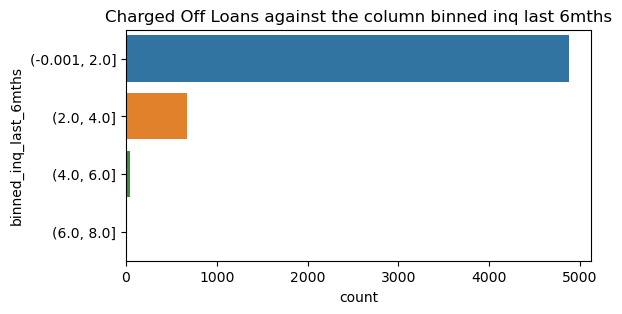 Charged Off Loans against the column binned inq last 6mths
binned_inq_last_6mths
(-0.001, 2.0]
(2.0, 4.0]
(4.0, 6.0]
(6.0, 8.0]
0 1000 2000 3000 4000 5000
count